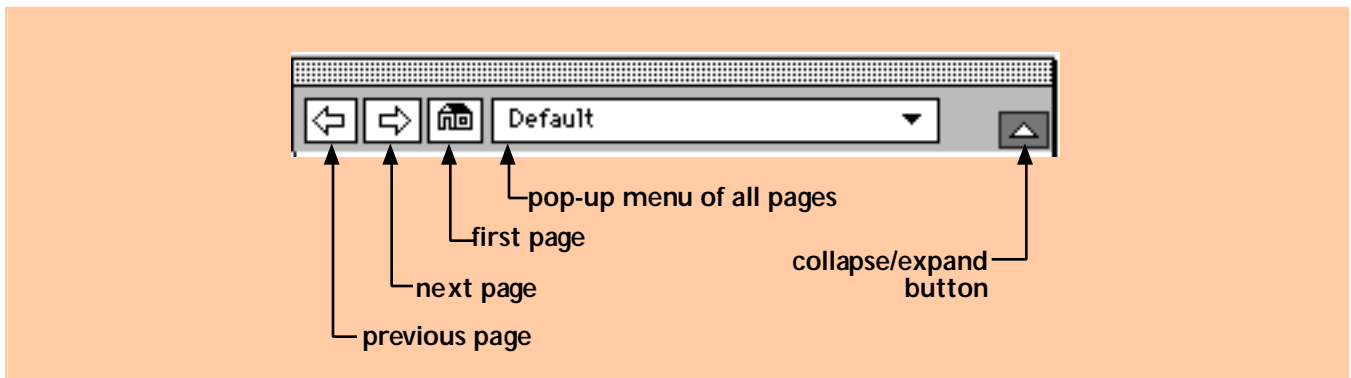 Default
pop-up menu of all pages
first page
collapse/expand
button
next page
previous page